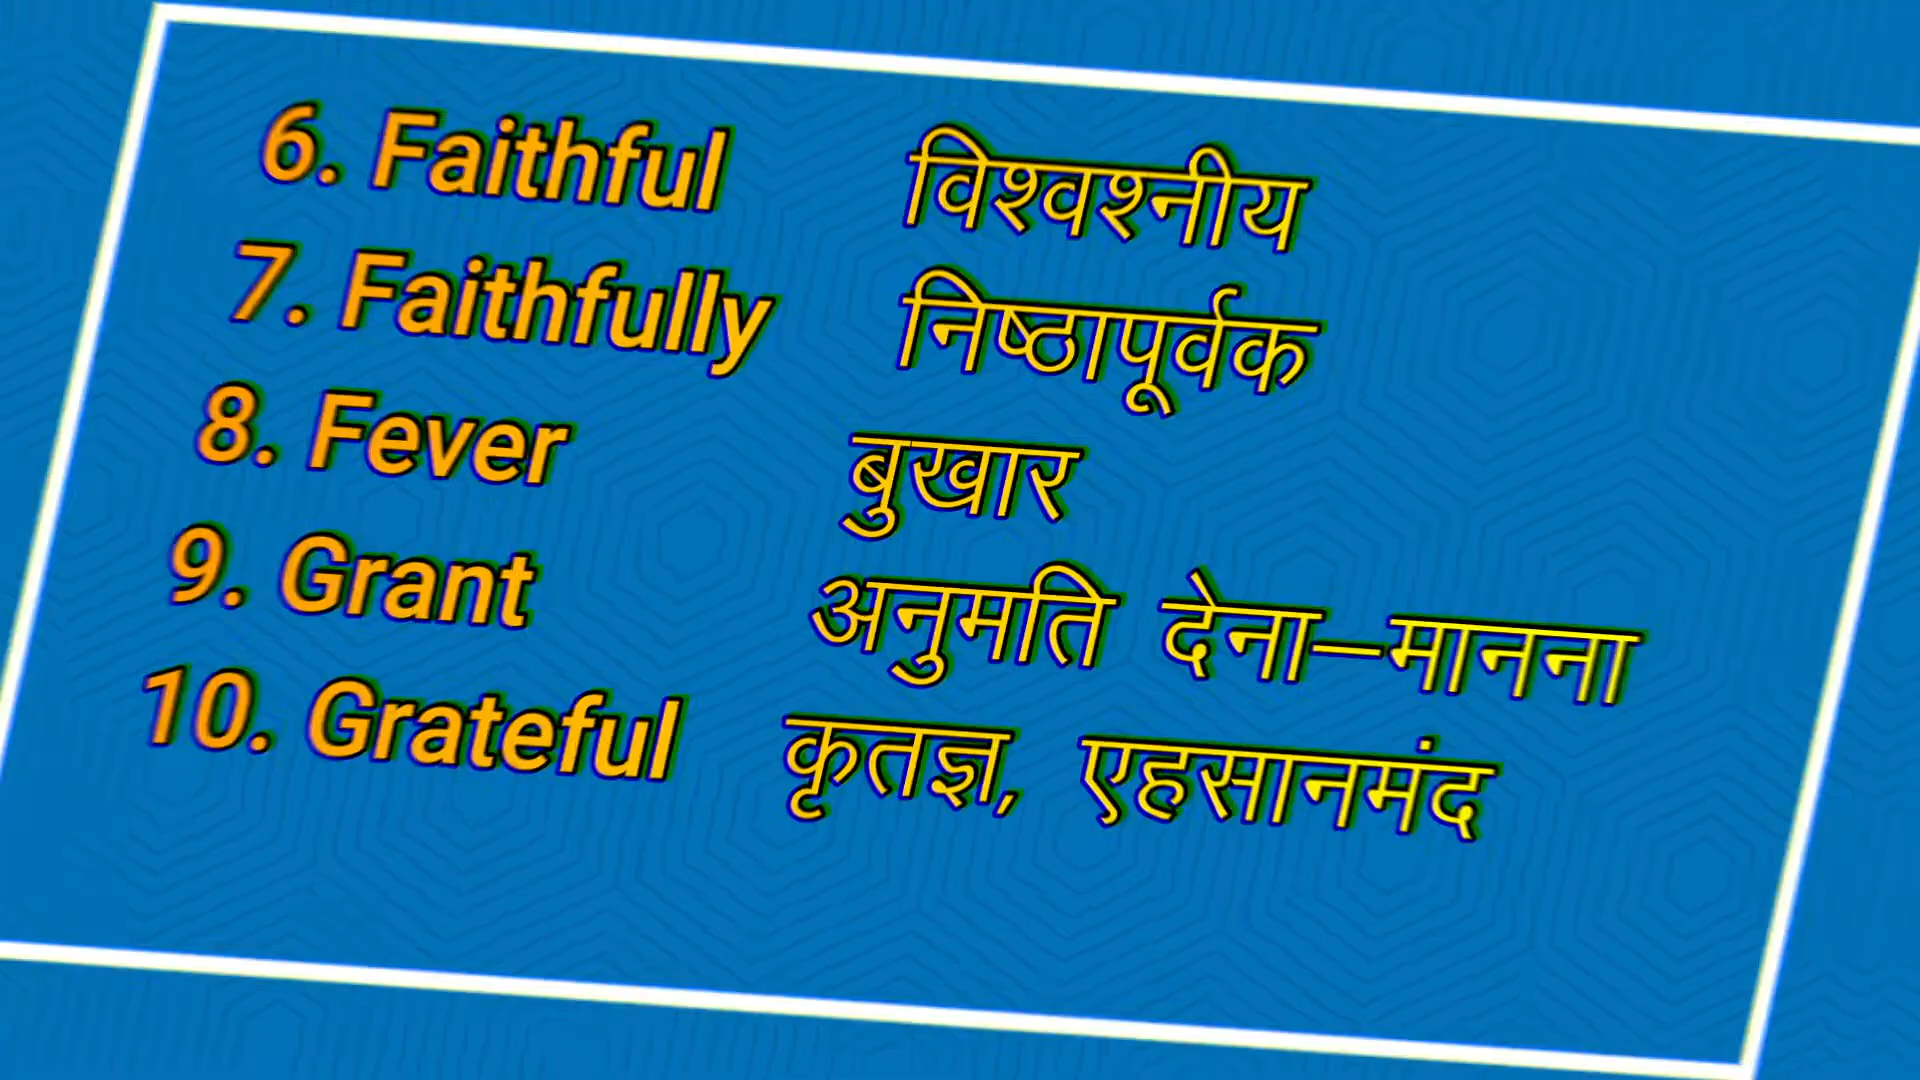 6. Faithful विश्वश्नीय
7. Faithfully निष्ठापूर्वक
8. Fever बुखार
9. Grant अनुमति देना–मानना
10. Grateful कृतज्ञ, एहसानमंद